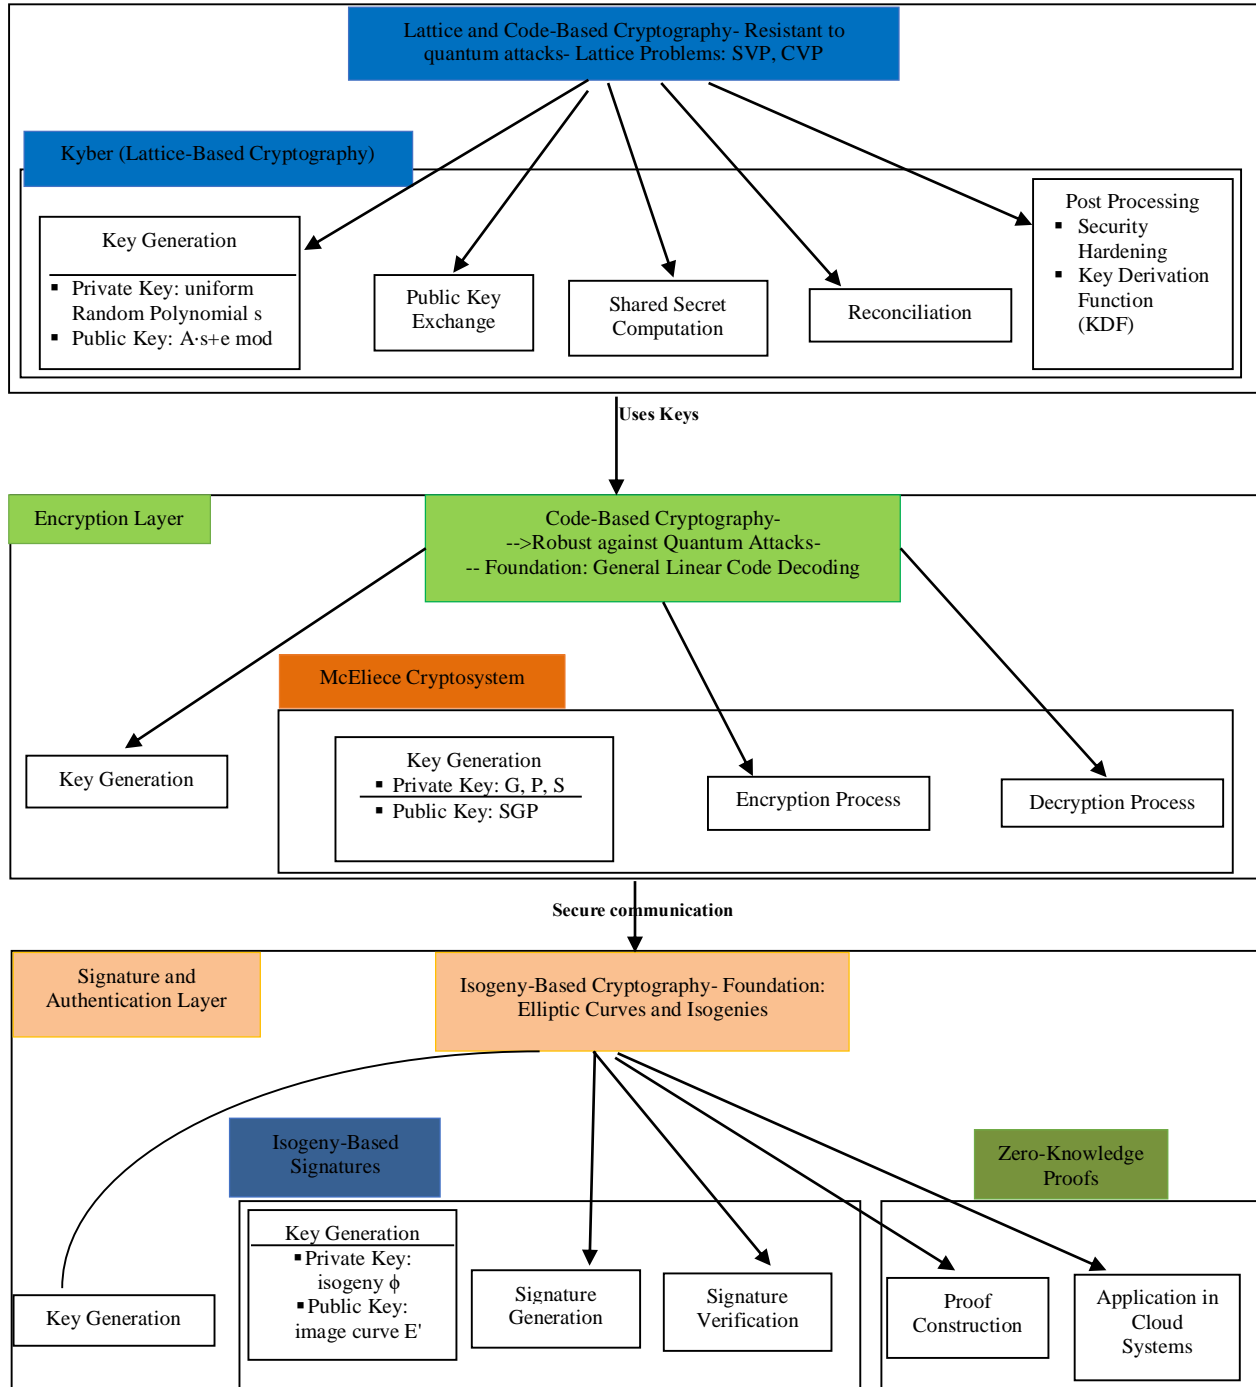 Lattice and Code-Based Cryptography- Resistant to
quantum attacks- Lattice Problems: SVP, CVP
Kyber (Lattice-Based Cryptography)
Key Generation
▪ Private Key: uniform
Random Polynomial s
▪ Public Key: A·s+e mod
Public Key
Exchange
Shared Secret
Computation
Reconciliation
Post Processing
▪ Security
Hardening
▪ Key Derivation
Function
(KDF)
Uses Keys
Encryption Layer
Code-Based Cryptography-
-->Robust against Quantum Attacks-
-- Foundation: General Linear Code Decoding
McEliece Cryptosystem
Key Generation
Key Generation
▪ Private Key: G, P, S
▪ Public Key: SGP
Encryption Process
Decryption Process
Secure communication
Signature and
Authentication Layer
Isogeny-Based Cryptography- Foundation:
Elliptic Curves and Isogenies
Isogeny-Based
Signatures
Zero-Knowledge
Proofs
Key Generation
Key Generation
▪ Private Key:
isogeny ϕ
▪ Public Key:
image curve E'
Signature
Generation
Signature
Verification
Proof
Construction
Application in
Cloud
Systems